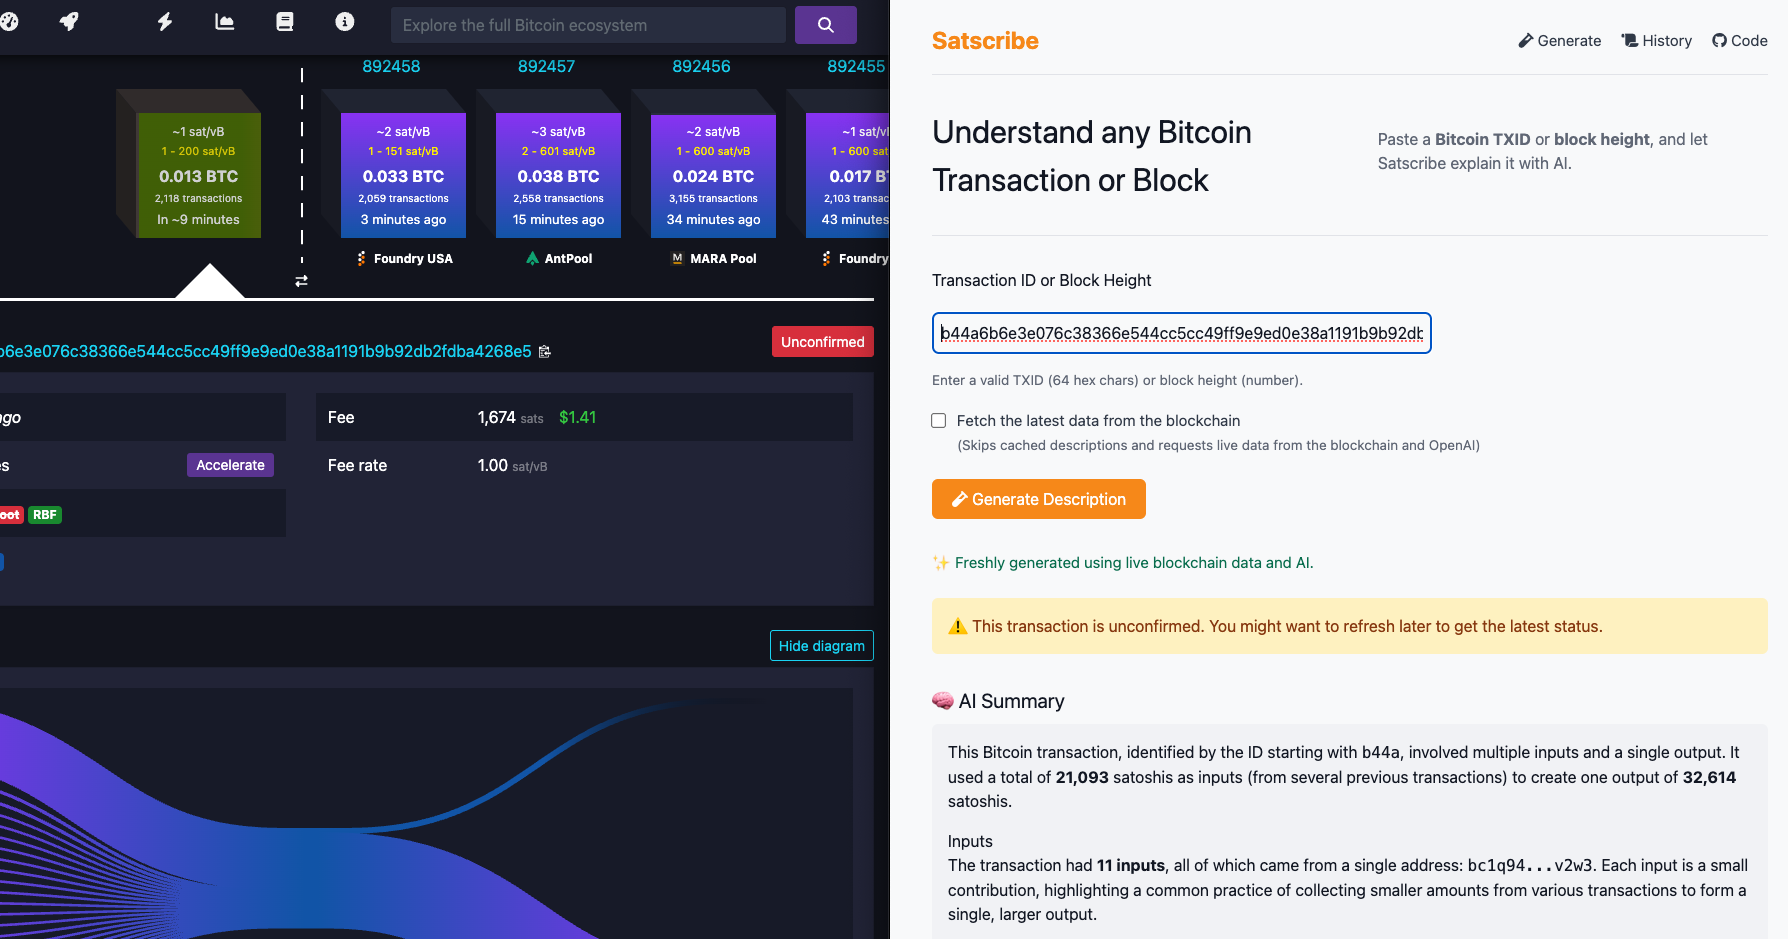 Explore the full Bitcoin ecosystem
892458
892457
892456
892455
~1 sat/vB
1 - 200 sat/vB
0.013 BTC
2,118 transactions
In ~9 minutes
~2 sat/vB
1 - 151 sat/vB
0.033 BTC
2,059 transactions
3 minutes ago
Foundry USA
~3 sat/vB
2 - 601 sat/vB
0.038 BTC
2,558 transactions
15 minutes ago
AntPool
~2 sat/vB
1 - 600 sat/vB
0.024 BTC
3,155 transactions
34 minutes ago
MARA Pool
~1 sat/v
1 - 600 sat
0.017 B
2,103 transac
43 minutes
Foundry
b6e3e076c38366e544cc5cc49ff9e9ed0e38a1191b9b92db2fdba4268e5
Unconfirmed
ago
Fee 1,674 sats $1.41
es
Accelerate
Fee rate 1.00 sat/vB
oot RBF
Hide diagram
Satscribe
Generate History Code
Understand any Bitcoin
Transaction or Block
Paste a Bitcoin TXID or block height, and let
Satscribe explain it with AI.
Transaction ID or Block Height
b44a6b6e3e076c38366e544cc5cc49ff9e9ed0e38a1191b9b92db
Enter a valid TXID (64 hex chars) or block height (number).
Fetch the latest data from the blockchain
(Skips cached descriptions and requests live data from the blockchain and OpenAI)
Generate Description
✨ Freshly generated using live blockchain data and AI.
⚠️ This transaction is unconfirmed. You might want to refresh later to get the latest status.
🧠 AI Summary
This Bitcoin transaction, identified by the ID starting with b44a, involved multiple inputs and a single output. It
used a total of 21,093 satoshis as inputs (from several previous transactions) to create one output of 32,614
satoshis.
Inputs
The transaction had 11 inputs, all of which came from a single address: bc1q94...v2w3. Each input is a small
contribution, highlighting a common practice of collecting smaller amounts from various transactions to form a
single, larger output.